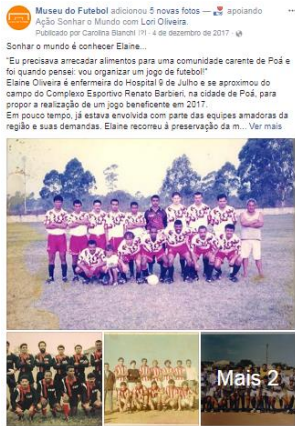 Museu do Futebol adicionou 5 novas fotos — apoiando
Ação Sonhar o Mundo com Lori Oliveira.
Publicado por Carolina Bianchi [?] · 4 de dezembro de 2017 ·
Sonhar o mundo é conhecer Elaine...
"Eu precisava arrecadar alimentos para uma comunidade carente de Poá e
foi quando pensei: vou organizar um jogo de futebol!"
Elaine Oliveira é enfermeira do Hospital 9 de Julho e se aproximou do
campo do Complexo Esportivo Renato Barbieri, na cidade de Poá, para
propor a realização de um jogo beneficente em 2017.
Em pouco tempo, já estava envolvida com parte das equipes amadoras da
região e suas demandas. Elaine recorreu à preservação da m... Ver mais
Mais 2